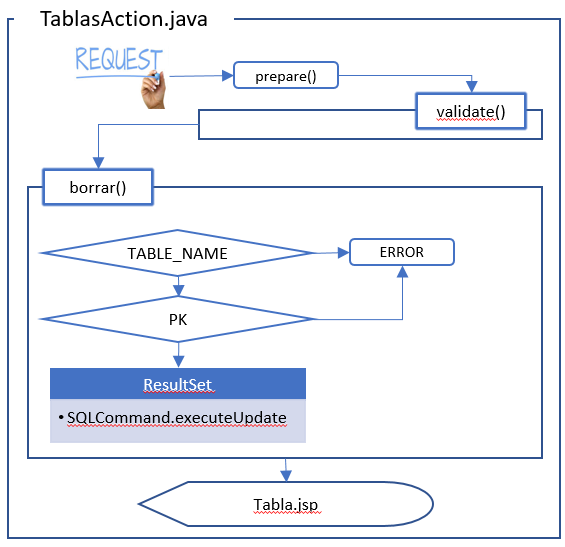 TablasAction.java
REQUEST
prepare()
validate()
borrar()
TABLE_NAME
ERROR
PK
ResultSet
• SQLCommand.executeUpdate
Tabla.jsp